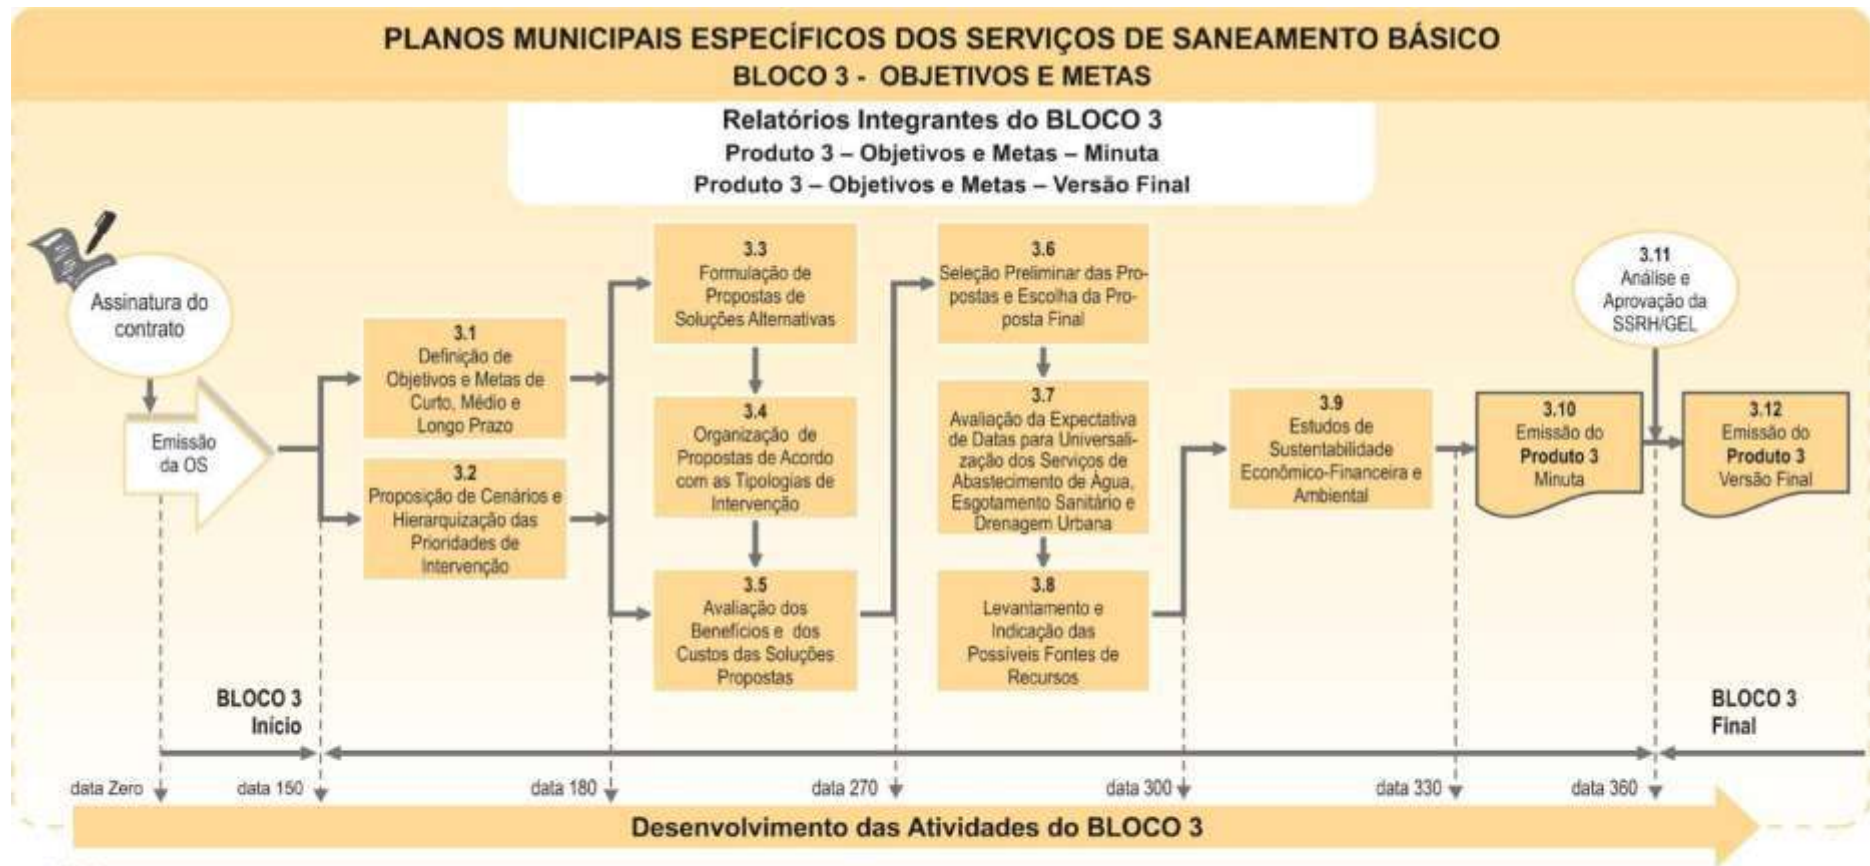 PLANOS MUNICIPAIS ESPECÍFICOS DOS SERVIÇOS DE SANEAMENTO BÁSICO
BLOCO 3 - OBJETIVOS E METAS
Relatórios Integrantes do BLOCO 3
Produto 3 – Objetivos e Metas – Minuta
Produto 3 – Objetivos e Metas – Versão Final
Assinatura do
contrato
Emissão
da OS
3.1
Definição de
Objetivos e Metas de
Curto, Médio e
Longo Prazo
3.2
Proposição de Cenários e
Hierarquização das
Prioridades de
Intervenção
3.3
Formulação de
Propostas de
Soluções Alternativas
3.4
Organização de
Propostas de Acordo
com as Tipologias de
Intervenção
3.5
Avaliação dos
Benefícios e dos
Custos das Soluções
Propostas
3.6
Seleção Preliminar das Pro-
postas e Escolha da Pro-
posta Final
3.7
Avaliação da Expectativa
de Datas para Universali-
zação dos Serviços de
Abastecimento de Água,
Esgotamento Sanitário e
Drenagem Urbana
3.8
Levantamento e
Indicação das
Possíveis Fontes de
Recursos
3.9
Estudos de
Sustentabilidade
Econômico-Financeira e
Ambiental
3.10
Emissão do
Produto 3
Minuta
3.11
Análise e
Aprovação da
SSRH/GEL
3.12
Emissão do
Produto 3
Versão Final
BLOCO 3
Início
BLOCO 3
Final
data Zero
data 150
data 180
data 270
data 300
data 330
data 360
Desenvolvimento das Atividades do BLOCO 3